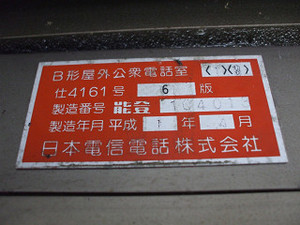 B形屋外公衆電話室
仕4161号 6 版
製造番号 能登
製造年月 平成 1 年 4 月
日本電信電話株式会社